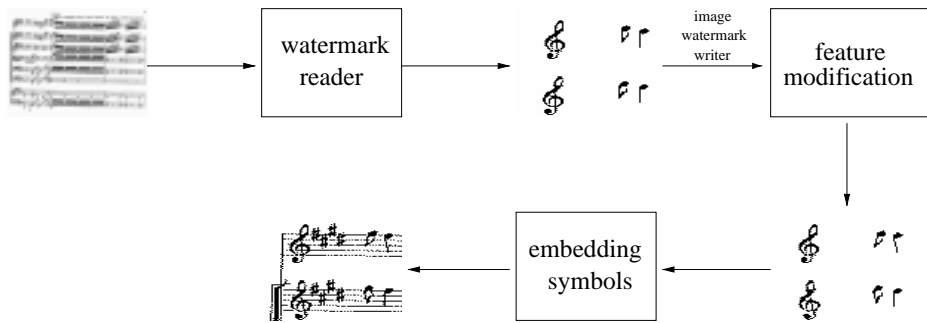 watermark
reader
image
watermark
writer
feature
modification
embedding
symbols